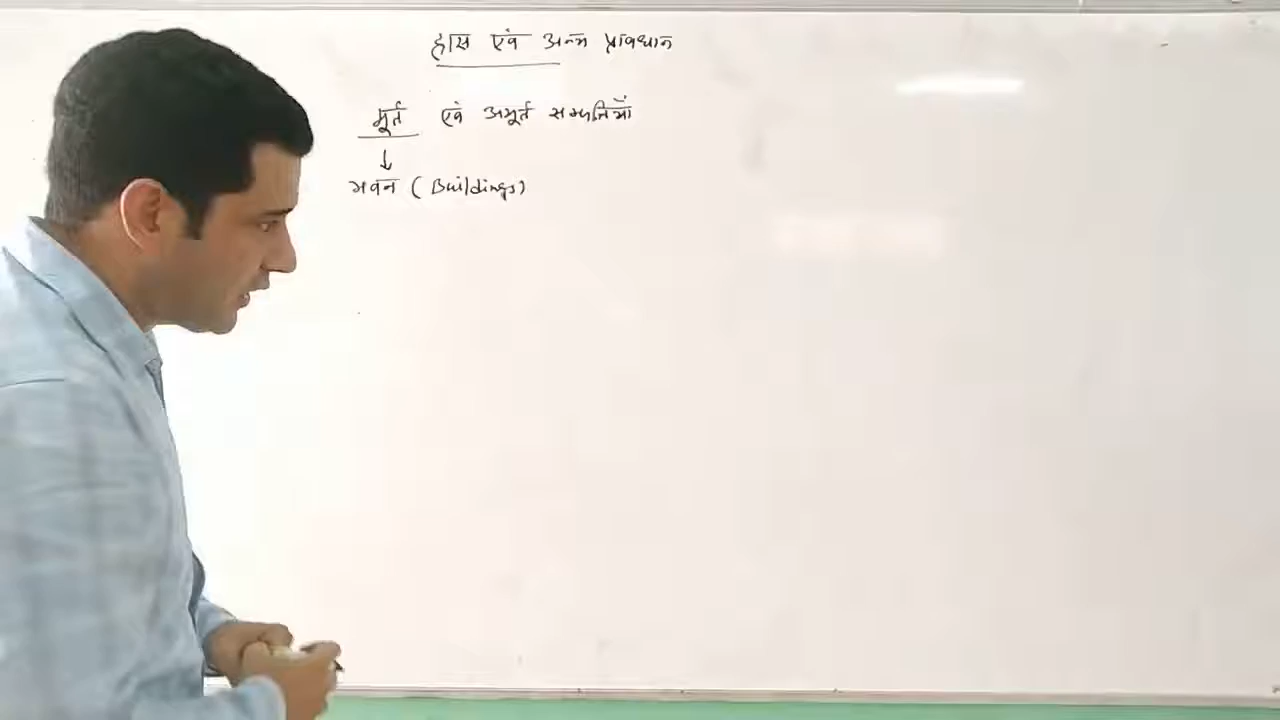 ह्रास एवं अन्य प्रावधान
मूर्त एवं अमूर्त सम्पत्तियाँ
↓
भवन (Buildings)